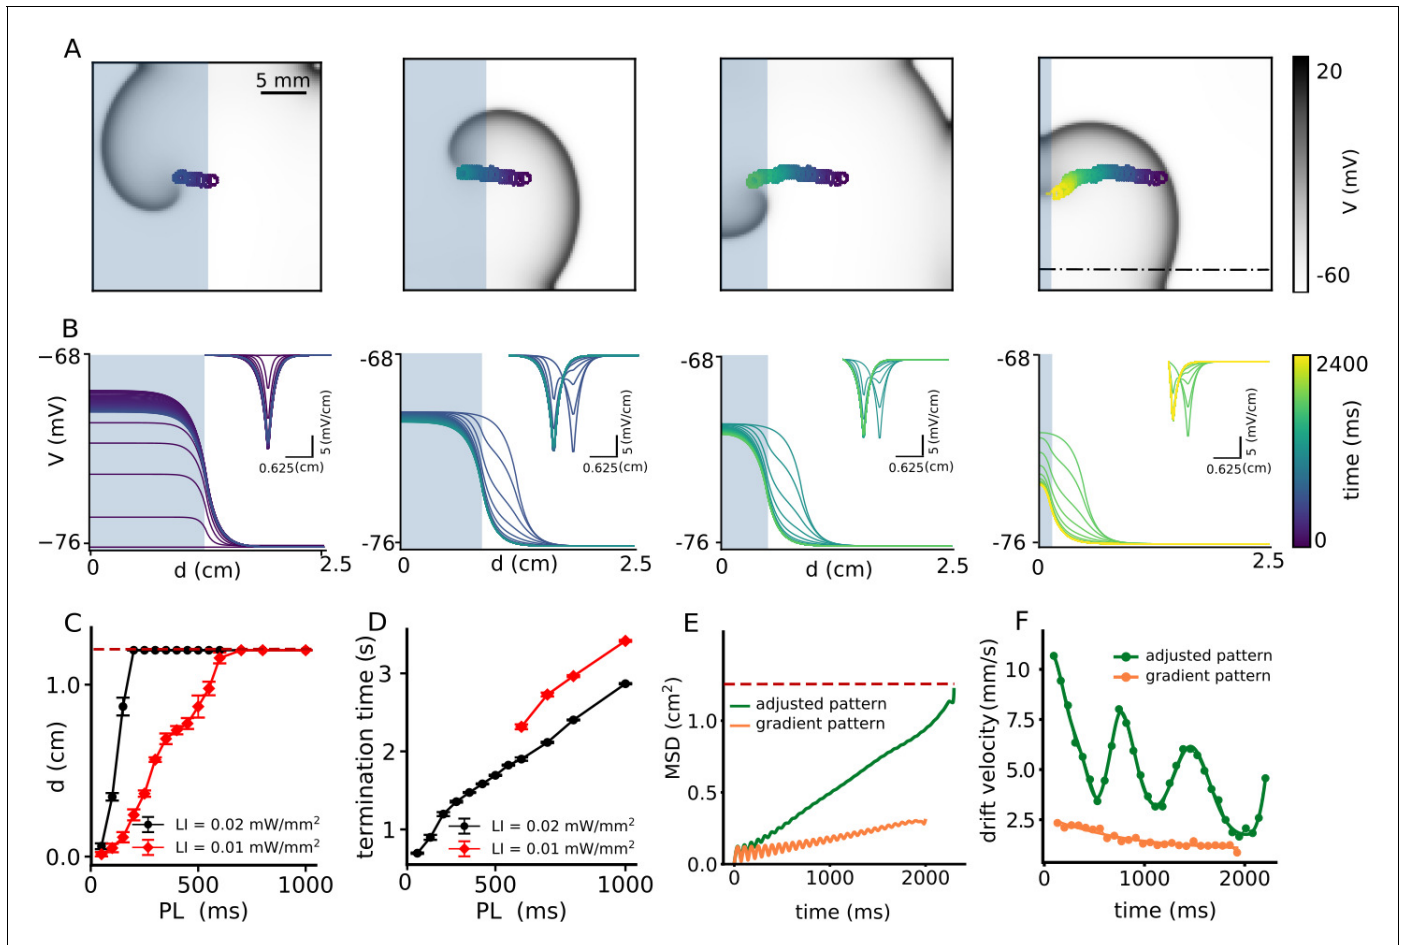 A
5 mm
20
V (mV)
-60
B
−68
V (mV)
−76
0
d (cm)
2.5
5 (mV/cm)
0.625(cm)
-68
-76
0
d (cm)
2.5
5 (mV/cm)
0.625(cm)
-68
-76
0
d (cm)
2.5
5 (mV/cm)
0.625(cm)
-68
-76
0
2.5
5 (mV/cm)
0.625(cm)
2400
time (ms)
0
C
d (cm)
1.0
0.0
0
500
1000
PL (ms)
LI = 0.02 mW/mm²
LI = 0.01 mW/mm²
D
termination time (s)
3
2
1
0
500
1000
PL (ms)
LI = 0.02 mW/mm²
LI = 0.01 mW/mm²
E
MSD (cm²)
1.0
0.0
0
1000
2000
time (ms)
adjusted pattern
gradient pattern
F
drift velocity (mm/s)
10
7.5
5.0
2.5
0
1000
2000
time (ms)
adjusted pattern
gradient pattern